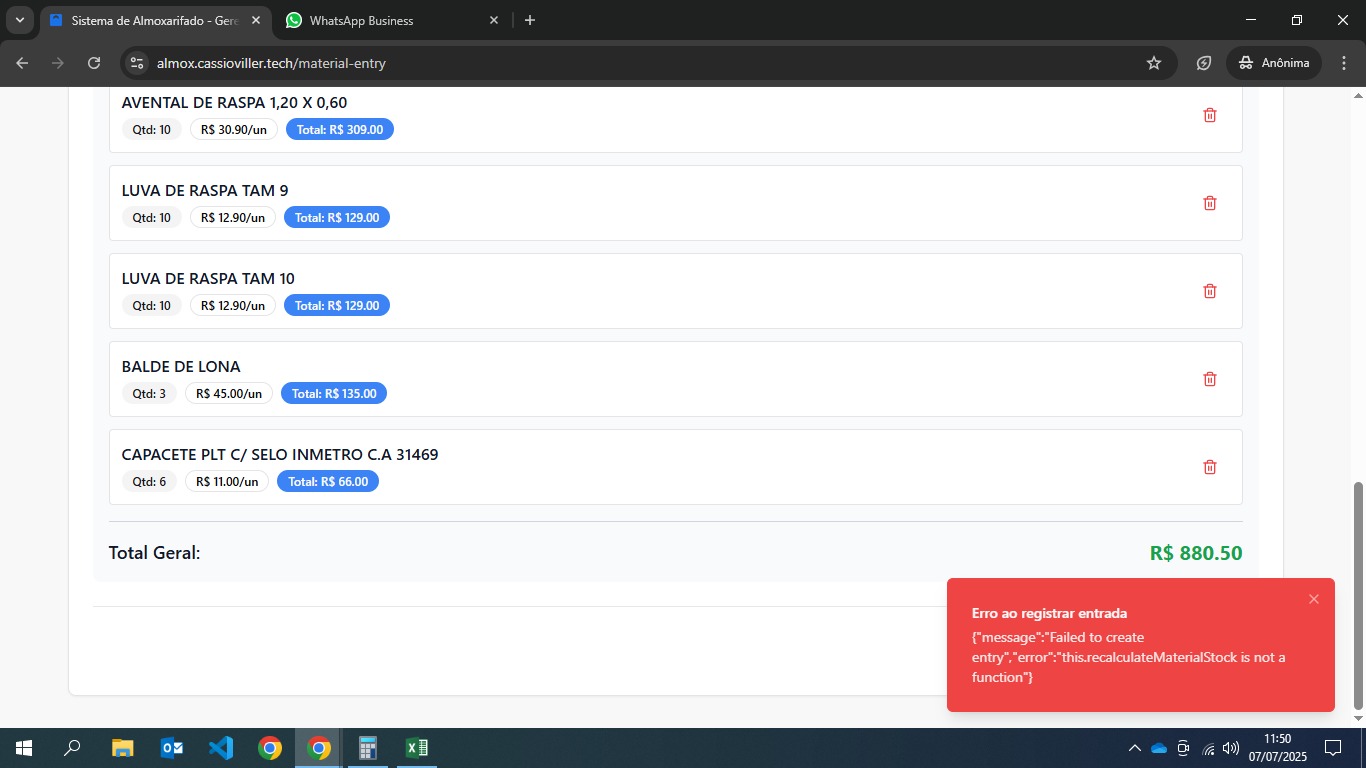 Sistema de Almoxarifado - Gere
WhatsApp Business
almox.cassioviller.tech/material-entry
Anônima
AVENTAL DE RASPA 1,20 X 0,60
Qtd: 10 R$ 30.90/un Total: R$ 309.00
LUVA DE RASPA TAM 9
Qtd: 10 R$ 12.90/un Total: R$ 129.00
LUVA DE RASPA TAM 10
Qtd: 10 R$ 12.90/un Total: R$ 129.00
BALDE DE LONA
Qtd: 3 R$ 45.00/un Total: R$ 135.00
CAPACETE PLT C/ SELO INMETRO C.A 31469
Qtd: 6 R$ 11.00/un Total: R$ 66.00
Total Geral: R$ 880.50
Erro ao registrar entrada
{"message":"Failed to create
entry","error":"this.recalculateMaterialStock is not a
function"}
11:50
07/07/2025